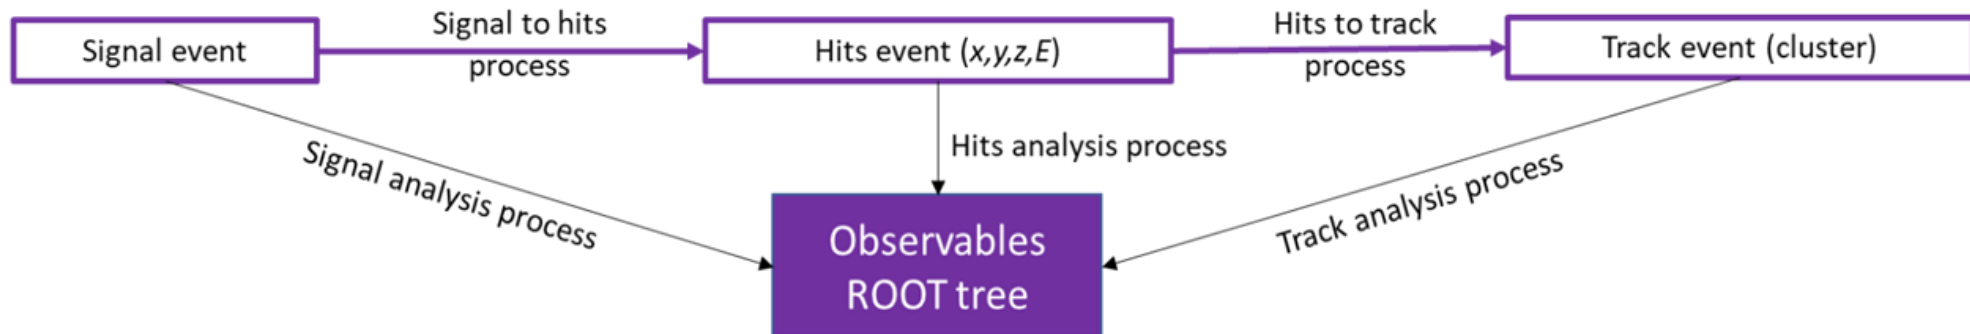 Signal event
Signal to hits
process
Hits event (x,y,z,E)
Hits to track
process
Track event (cluster)
Signal analysis process
Hits analysis process
Track analysis process
Observables
ROOT tree